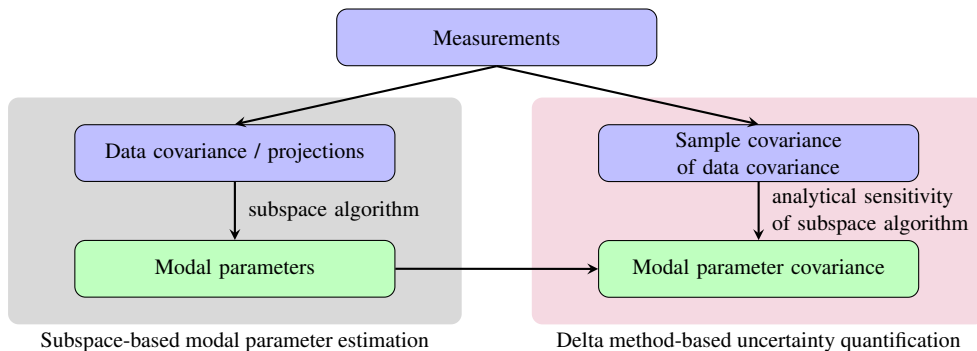 Measurements
Data covariance / projections
subspace algorithm
Modal parameters
Subspace-based modal parameter estimation
Sample covariance
of data covariance
analytical sensitivity
of subspace algorithm
Modal parameter covariance
Delta method-based uncertainty quantification